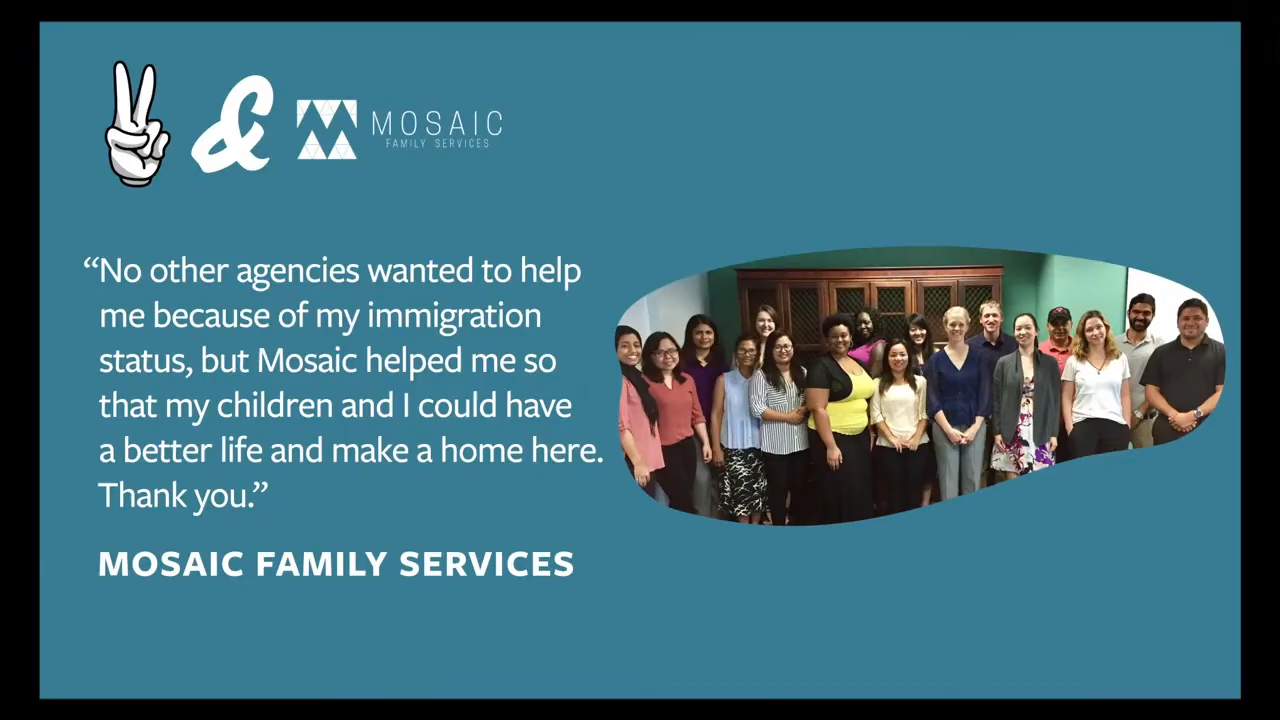 &
MOSAIC
FAMILY SERVICES
“No other agencies wanted to help
me because of my immigration
status, but Mosaic helped me so
that my children and I could have
a better life and make a home here.
Thank you.”
MOSAIC FAMILY SERVICES